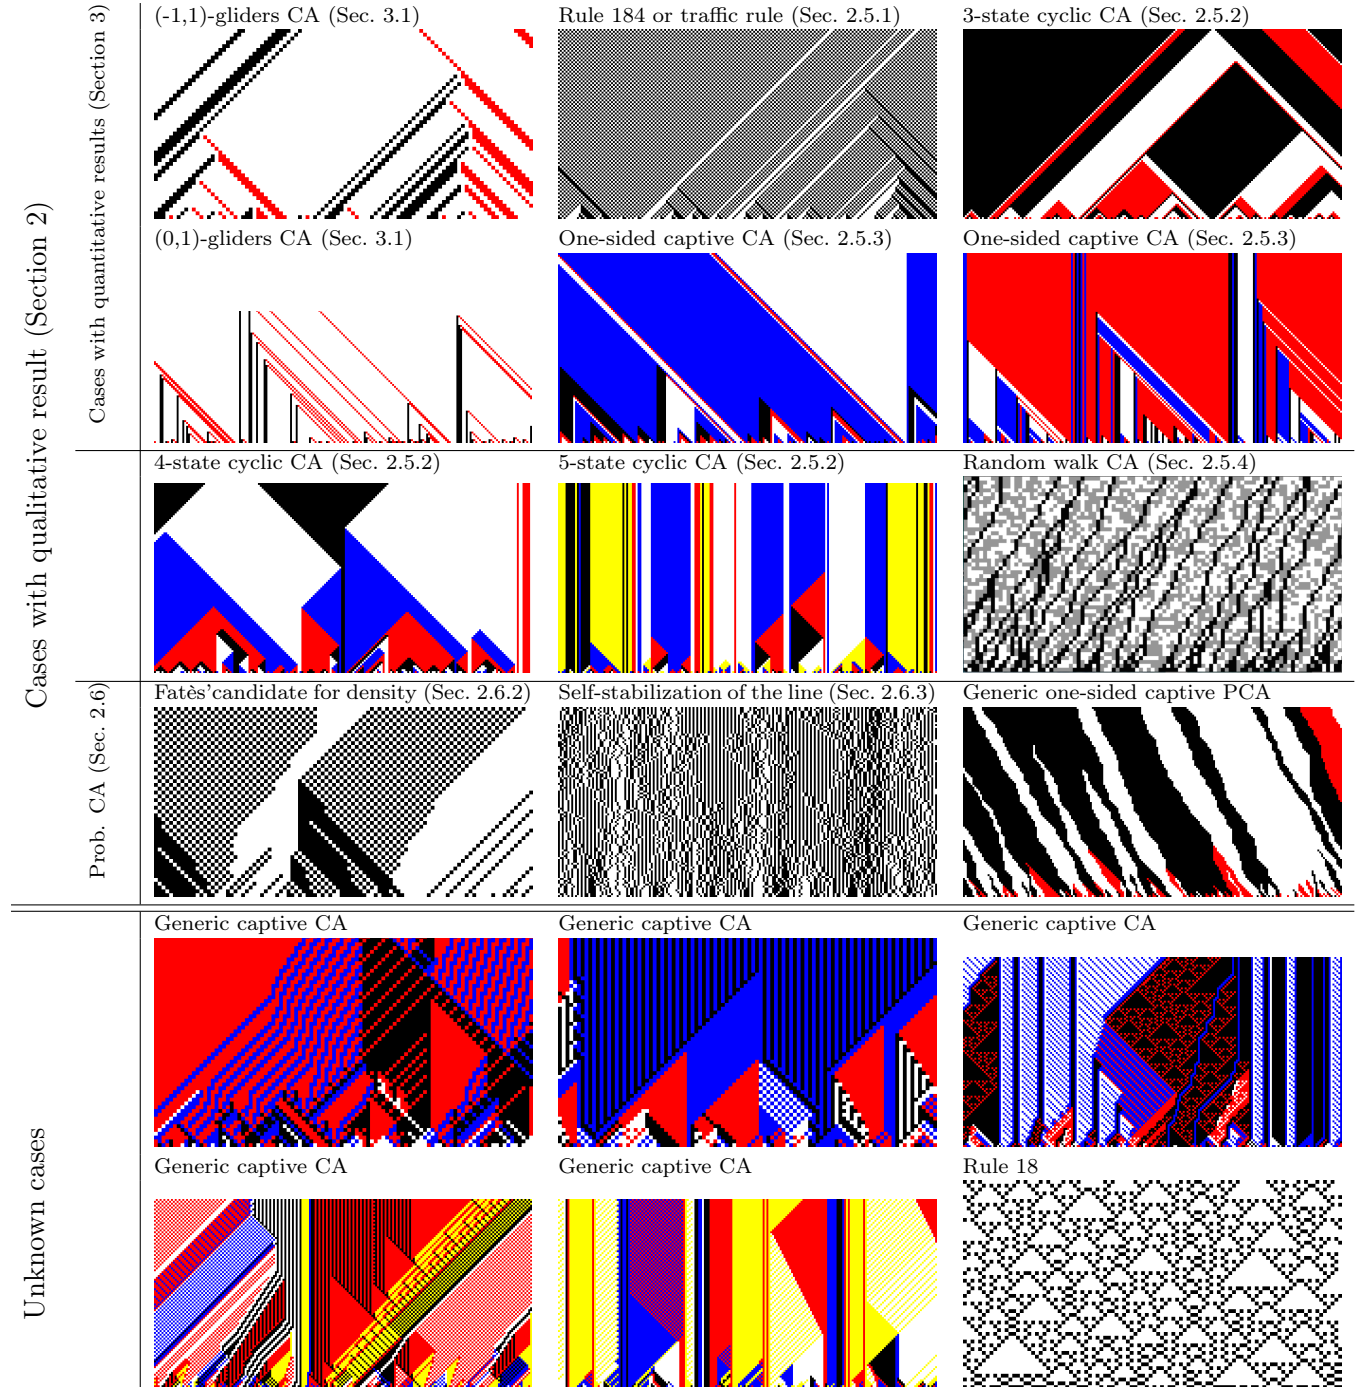 Cases with qualitative result (Section 2)
Cases with quantitative results (Section 3)
(-1,1)-gliders CA (Sec. 3.1)
Rule 184 or traffic rule (Sec. 2.5.1)
3-state cyclic CA (Sec. 2.5.2)
(0,1)-gliders CA (Sec. 3.1)
One-sided captive CA (Sec. 2.5.3)
One-sided captive CA (Sec. 2.5.3)
4-state cyclic CA (Sec. 2.5.2)
5-state cyclic CA (Sec. 2.5.2)
Random walk CA (Sec. 2.5.4)
Prob. CA (Sec. 2.6)
Fatès'candidate for density (Sec. 2.6.2)
Self-stabilization of the line (Sec. 2.6.3)
Generic one-sided captive PCA
Unknown cases
Generic captive CA
Generic captive CA
Generic captive CA
Generic captive CA
Generic captive CA
Rule 18